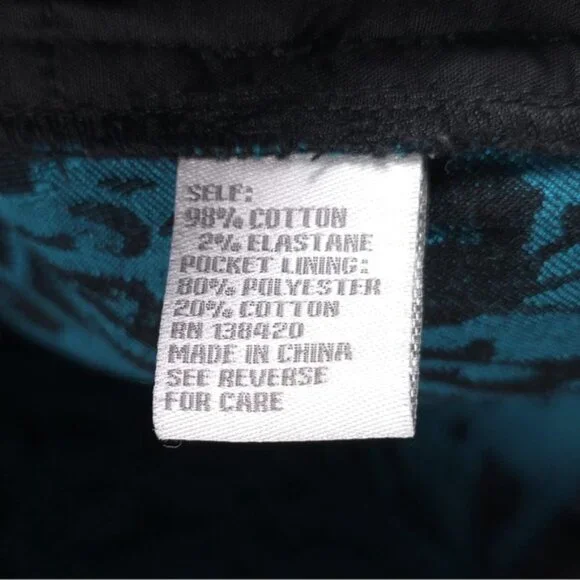 SELF:
98% COTTON
2% ELASTANE
POCKET LINING:
80% POLYESTER
20% COTTON
RN 138420
MADE IN CHINA
SEE REVERSE
FOR CARE